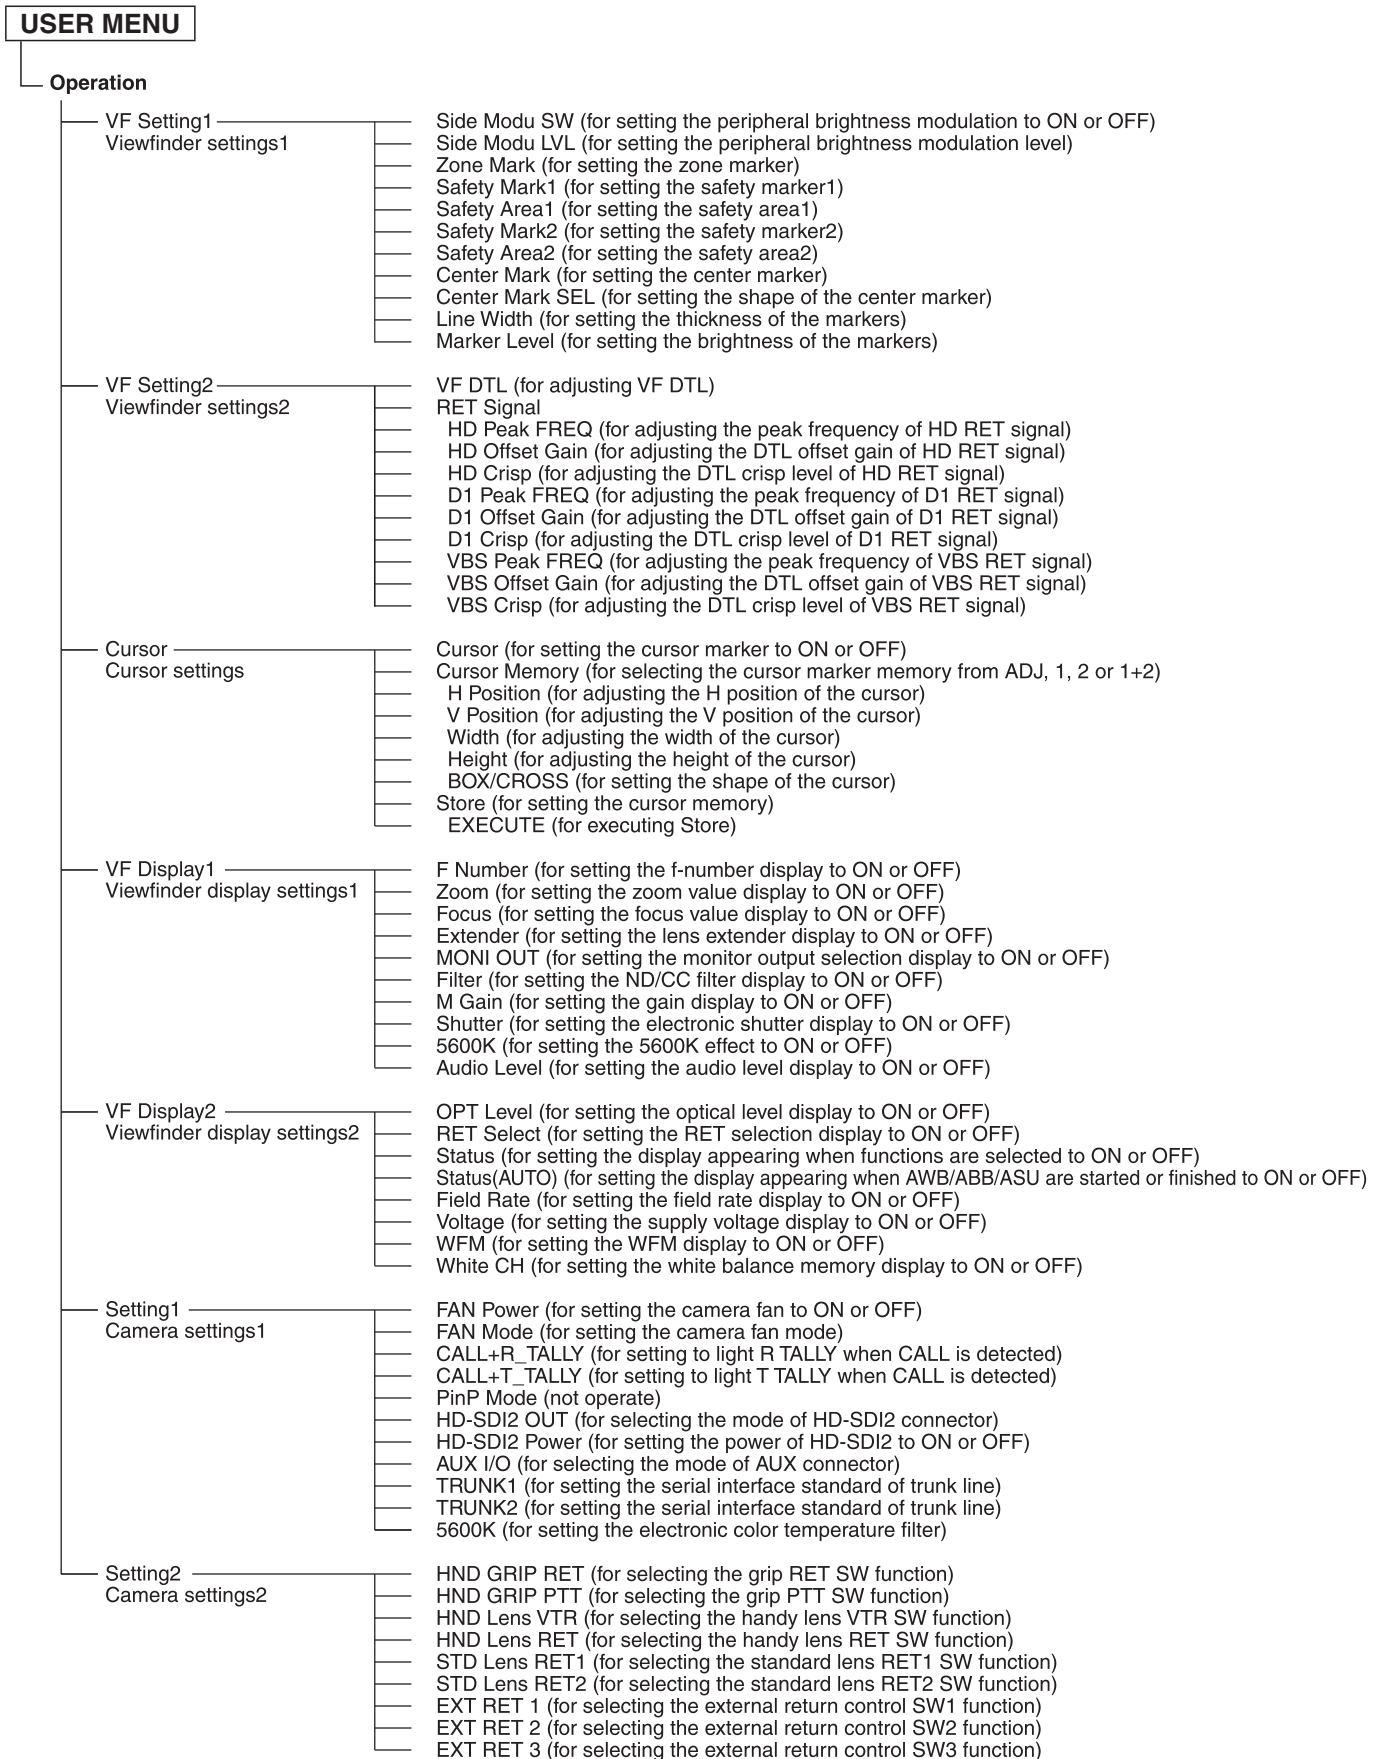 USER MENU
Operation
VF Setting1
Viewfinder settings1
Side Modu SW (for setting the peripheral brightness modulation to ON or OFF)
Side Modu LVL (for setting the peripheral brightness modulation level)
Zone Mark (for setting the zone marker)
Safety Mark1 (for setting the safety marker1)
Safety Area1 (for setting the safety area1)
Safety Mark2 (for setting the safety marker2)
Safety Area2 (for setting the safety area2)
Center Mark (for setting the center marker)
Center Mark SEL (for setting the shape of the center marker)
Line Width (for setting the thickness of the markers)
Marker Level (for setting the brightness of the markers)
VF Setting2
Viewfinder settings2
VF DTL (for adjusting VF DTL)
RET Signal
HD Peak FREQ (for adjusting the peak frequency of HD RET signal)
HD Offset Gain (for adjusting the DTL offset gain of HD RET signal)
HD Crisp (for adjusting the DTL crisp level of HD RET signal)
D1 Peak FREQ (for adjusting the peak frequency of D1 RET signal)
D1 Offset Gain (for adjusting the DTL offset gain of D1 RET signal)
D1 Crisp (for adjusting the DTL crisp level of D1 RET signal)
VBS Peak FREQ (for adjusting the peak frequency of VBS RET signal)
VBS Offset Gain (for adjusting the DTL offset gain of VBS RET signal)
VBS Crisp (for adjusting the DTL crisp level of VBS RET signal)
Cursor
Cursor settings
Cursor (for setting the cursor marker to ON or OFF)
Cursor Memory (for selecting the cursor marker memory from ADJ, 1, 2 or 1+2)
H Position (for adjusting the H position of the cursor)
V Position (for adjusting the V position of the cursor)
Width (for adjusting the width of the cursor)
Height (for adjusting the height of the cursor)
BOX/CROSS (for setting the shape of the cursor)
Store (for setting the cursor memory)
EXECUTE (for executing Store)
VF Display1
Viewfinder display settings1
F Number (for setting the f-number display to ON or OFF)
Zoom (for setting the zoom value display to ON or OFF)
Focus (for setting the focus value display to ON or OFF)
Extender (for setting the lens extender display to ON or OFF)
MONI OUT (for setting the monitor output selection display to ON or OFF)
Filter (for setting the ND/CC filter display to ON or OFF)
M Gain (for setting the gain display to ON or OFF)
Shutter (for setting the electronic shutter display to ON or OFF)
5600K (for setting the 5600K effect to ON or OFF)
Audio Level (for setting the audio level display to ON or OFF)
VF Display2
Viewfinder display settings2
OPT Level (for setting the optical level display to ON or OFF)
RET Select (for setting the RET selection display to ON or OFF)
Status (for setting the display appearing when functions are selected to ON or OFF)
Status(AUTO) (for setting the display appearing when AWB/ABB/ASU are started or finished to ON or OFF)
Field Rate (for setting the field rate display to ON or OFF)
Voltage (for setting the supply voltage display to ON or OFF)
WFM (for setting the WFM display to ON or OFF)
White CH (for setting the white balance memory display to ON or OFF)
Setting1
Camera settings1
FAN Power (for setting the camera fan to ON or OFF)
FAN Mode (for setting the camera fan mode)
CALL+R_TALLY (for setting to light R TALLY when CALL is detected)
CALL+T_TALLY (for setting to light T TALLY when CALL is detected)
PinP Mode (not operate)
HD-SDI2 OUT (for selecting the mode of HD-SDI2 connector)
HD-SDI2 Power (for setting the power of HD-SDI2 to ON or OFF)
AUX I/O (for selecting the mode of AUX connector)
TRUNK1 (for setting the serial interface standard of trunk line)
TRUNK2 (for setting the serial interface standard of trunk line)
5600K (for setting the electronic color temperature filter)
Setting2
Camera settings2
HND GRIP RET (for selecting the grip RET SW function)
HND GRIP PTT (for selecting the grip PTT SW function)
HND Lens VTR (for selecting the handy lens VTR SW function)
HND Lens RET (for selecting the handy lens RET SW function)
STD Lens RET1 (for selecting the standard lens RET1 SW function)
STD Lens RET2 (for selecting the standard lens RET2 SW function)
EXT RET 1 (for selecting the external return control SW1 function)
EXT RET 2 (for selecting the external return control SW2 function)
EXT RET 3 (for selecting the external return control SW3 function)